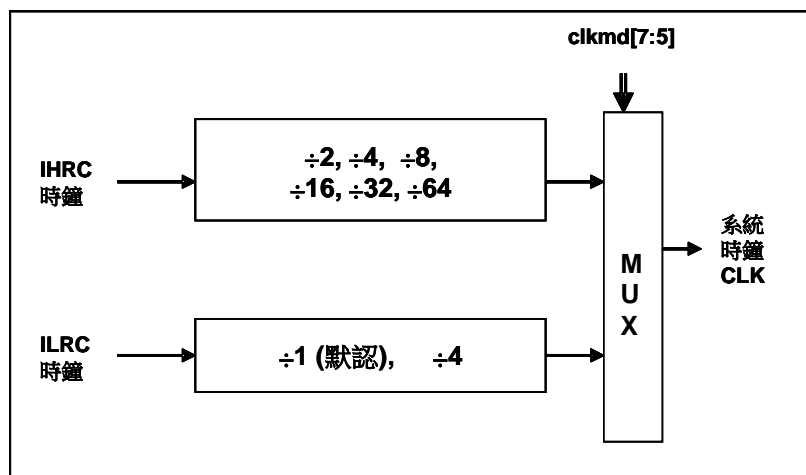 clkmd[7:5]
IHRC
時鐘
÷2, ÷4, ÷8,
÷16, ÷32, ÷64
M
U
X
系統
時鐘
CLK
ILRC
時鐘
÷1 (默認), ÷4